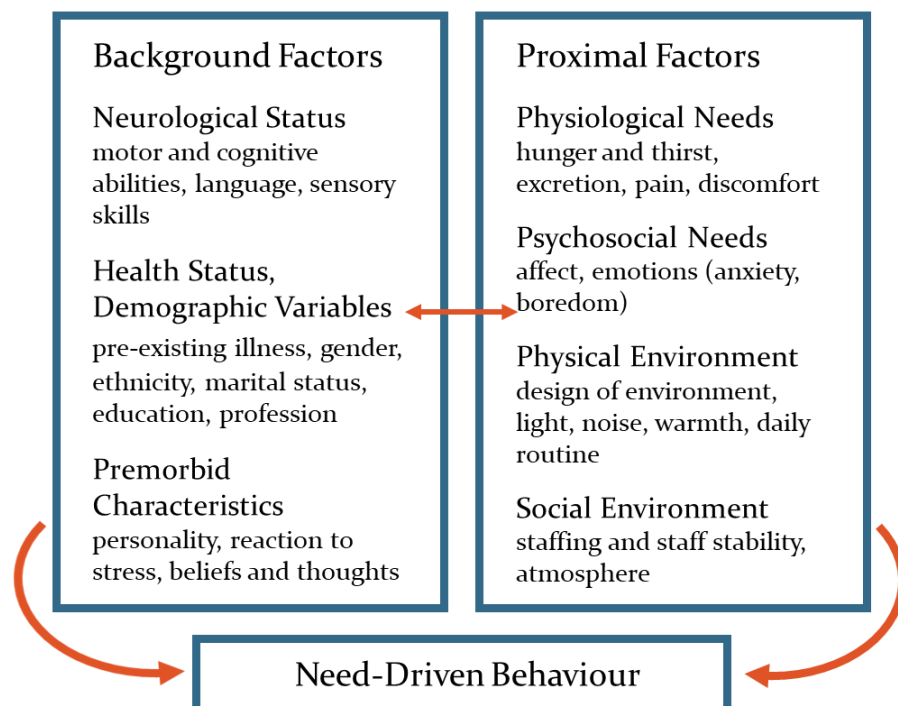 Background Factors
Neurological Status
motor and cognitive
abilities, language, sensory
skills
Health Status,
Demographic Variables
pre-existing illness, gender,
ethnicity, marital status,
education, profession
Premorbid
Characteristics
personality, reaction to
stress, beliefs and thoughts
Proximal Factors
Physiological Needs
hunger and thirst,
excretion, pain, discomfort
Psychosocial Needs
affect, emotions (anxiety,
boredom)
Physical Environment
design of environment,
light, noise, warmth, daily
routine
Social Environment
staffing and staff stability,
atmosphere
Need-Driven Behaviour